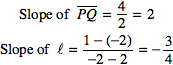 Slope of PQ = 4/2 = 2
Slope of ℓ = 1 − (−2) / −2 − 2 = − 3/4